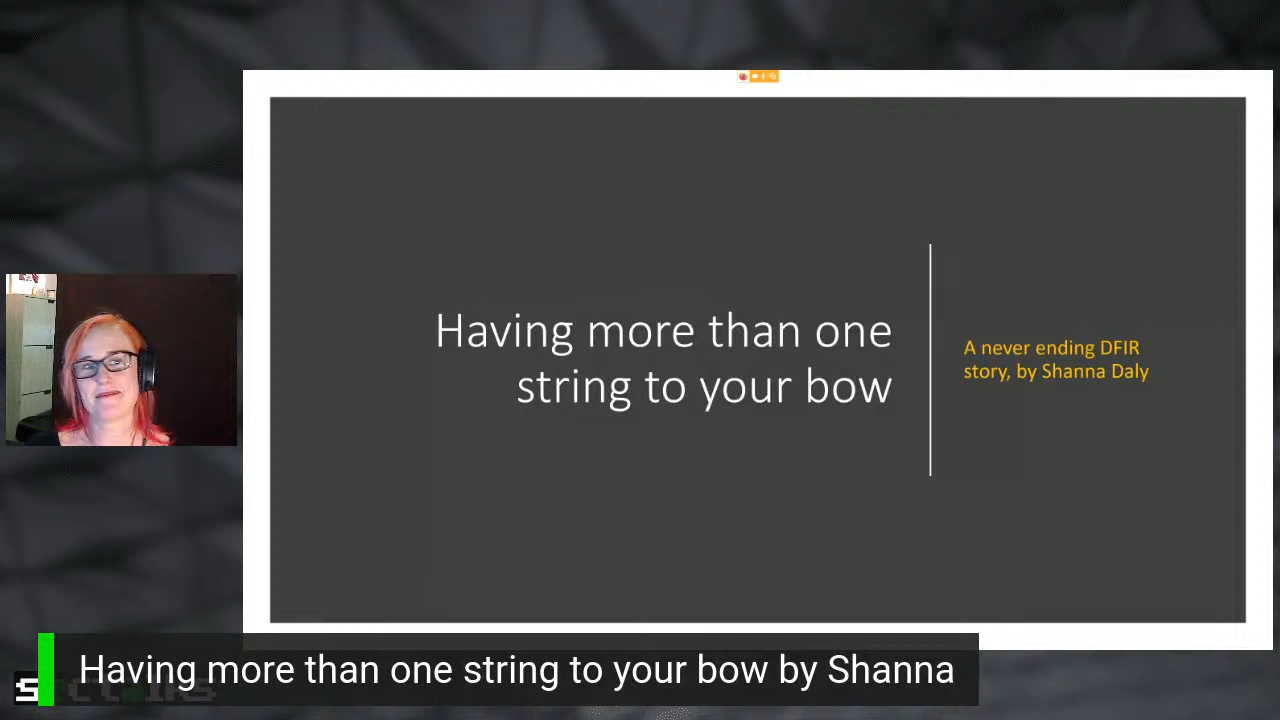 Having more than one
string to your bow
A never ending DFIR
story, by Shanna Daly
Having more than one string to your bow by Shanna